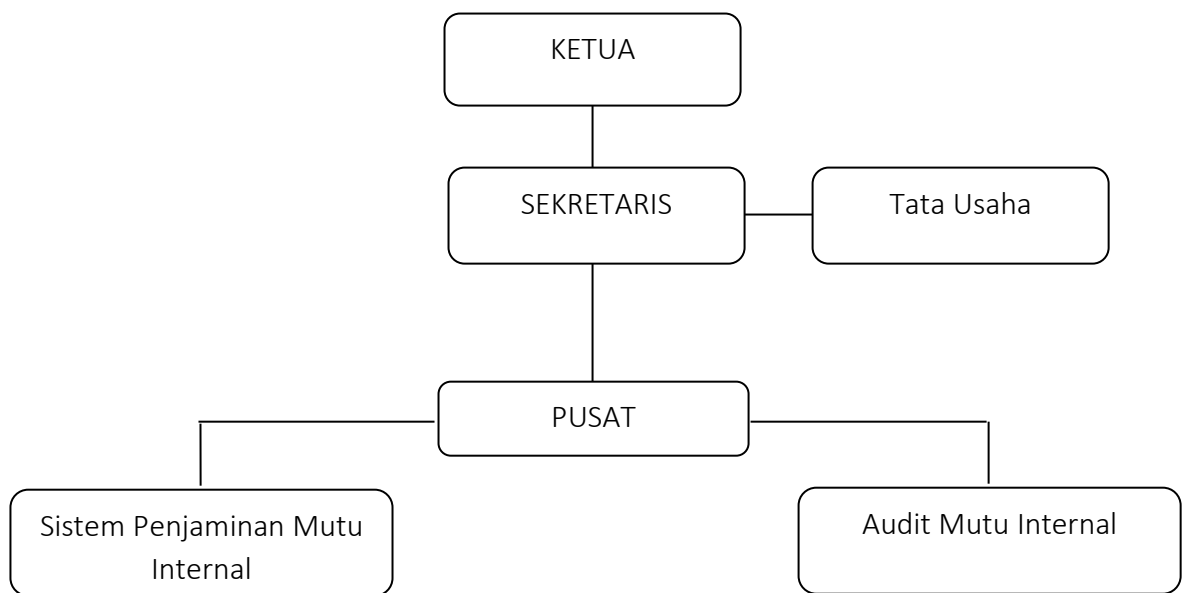 KETUA
SEKRETARIS
Tata Usaha
PUSAT
Sistem Penjaminan Mutu
Internal
Audit Mutu Internal